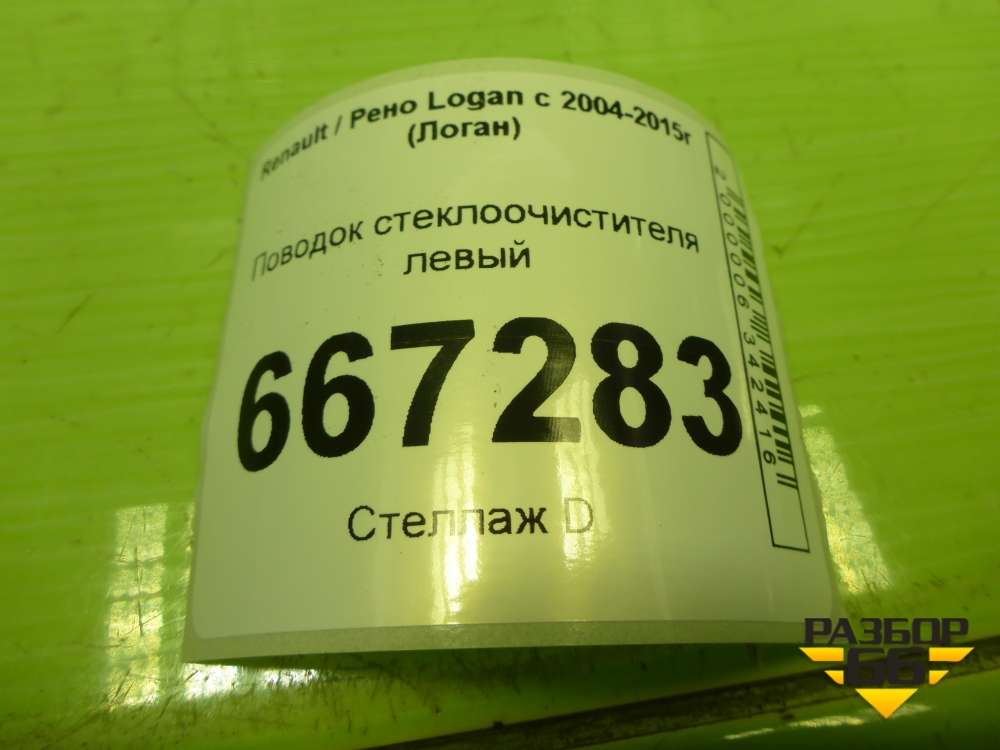 Renault / Рено Logan с 2004-2015г
(Логан)
Поводок стеклоочистителя
левый
667283
Стеллаж D
2000006342416
РАЗБОР
66